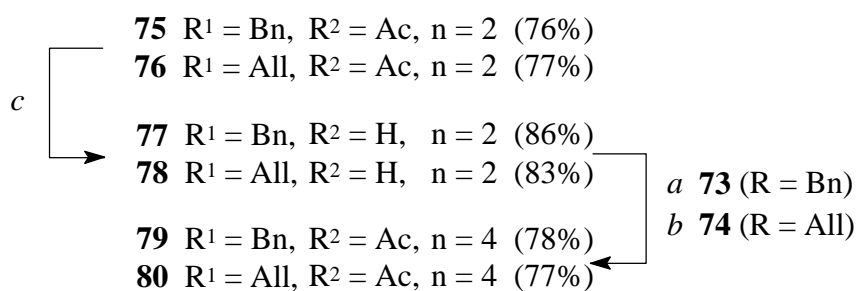 75 R¹ = Bn, R² = Ac, n = 2 (76%)
76 R¹ = All, R² = Ac, n = 2 (77%)
c
77 R¹ = Bn, R² = H, n = 2 (86%)
78 R¹ = All, R² = H, n = 2 (83%)
a 73 (R = Bn)
b 74 (R = All)
79 R¹ = Bn, R² = Ac, n = 4 (78%)
80 R¹ = All, R² = Ac, n = 4 (77%)